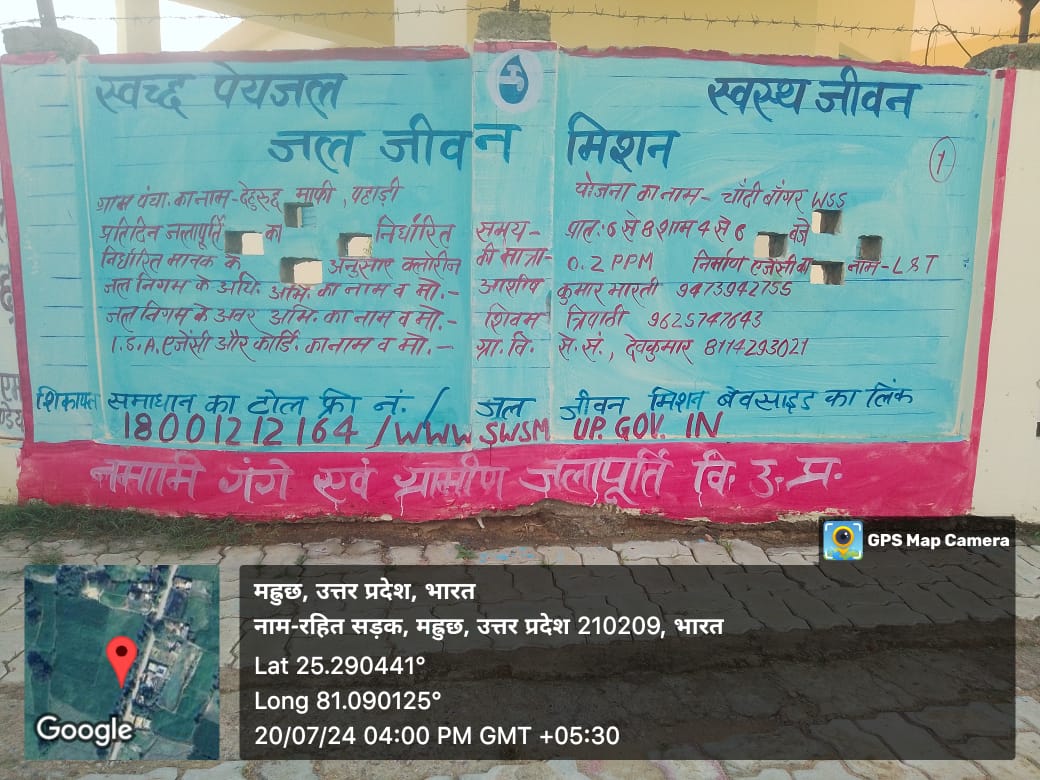 स्वच्छ पेयजल स्वस्थ जीवन
जल जीवन मिशन
१
ग्राम पंचा. का नाम- देहुरुछ माफी, पहाड़ी योजना का नाम- चाँदी बाँगर WSS
प्रतिदिन जलापूर्ति का निर्धारित समय- प्रात: 6 से 8 शाम 4 से 6 बजे
निर्धारित मानक के अनुसार क्लोरीन की मात्रा- 0.2 PPM निर्माण एजेंसी का नाम- L&T
जल निगम के अधि. अभि. का नाम व मो.- आशीष कुमार भारती 9473942755
जल निगम के अवर अभि. का नाम व मो.- शिवम त्रिपाठी 9625747643
I.S.A. एजेंसी और कोर्डि. का नाम व मो.- ग्रा. वि. से. सं., देवकुमार 8114293021
शिकायत समाधान का टोल फ्री नं. / जल जीवन मिशन बेवसाइड का लिंक
18001212164 / WWW SWSM UP. GOV. IN
नमामि गंगे एवं ग्रामीण जलापूर्ति वि. उ. प्र.
GPS Map Camera
मह्रुछ, उत्तर प्रदेश, भारत
नाम-रहित सड़क, मह्रुछ, उत्तर प्रदेश 210209, भारत
Lat 25.290441°
Long 81.090125°
20/07/24 04:00 PM GMT +05:30
Google